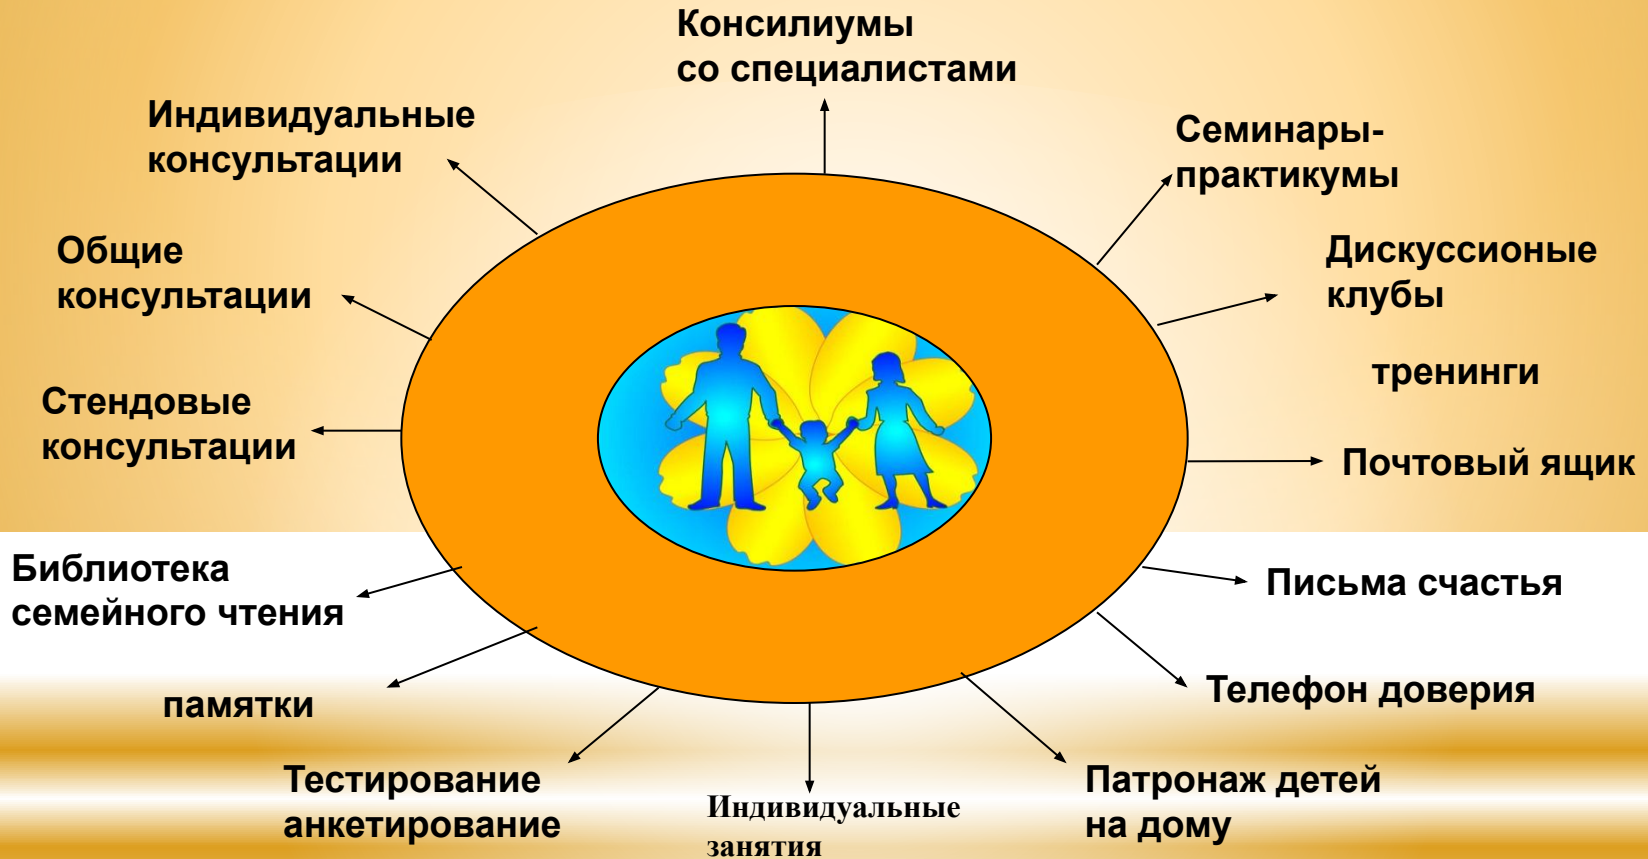 Консилиумы
со специалистами
Индивидуальные
консультации
Семинары-
практикумы
Общие
консультации
Дискуссионые
клубы
тренинги
Стендовые
консультации
Почтовый ящик
Библиотека
семейного чтения
Письма счастья
памятки
Телефон доверия
Тестирование
анкетирование
Индивидуальные
занятия
Патронаж детей
на дому